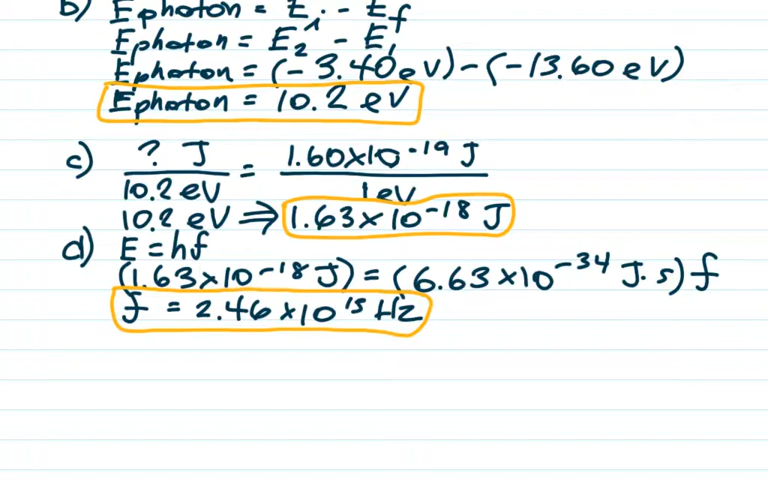 b) Ephoton = Ei - Ef
Ephoton = E2 - E1
Ephoton = (-3.40 eV) - (-13.60 eV)
Ephoton = 10.2 eV
c) ? J / 10.2 eV = 1.60×10⁻¹⁹ J / 1 eV
10.2 eV ⇒ 1.63×10⁻¹⁸ J
d) E = hf
(1.63×10⁻¹⁸ J) = (6.63×10⁻³⁴ J·s) f
f = 2.46×10¹⁵ Hz